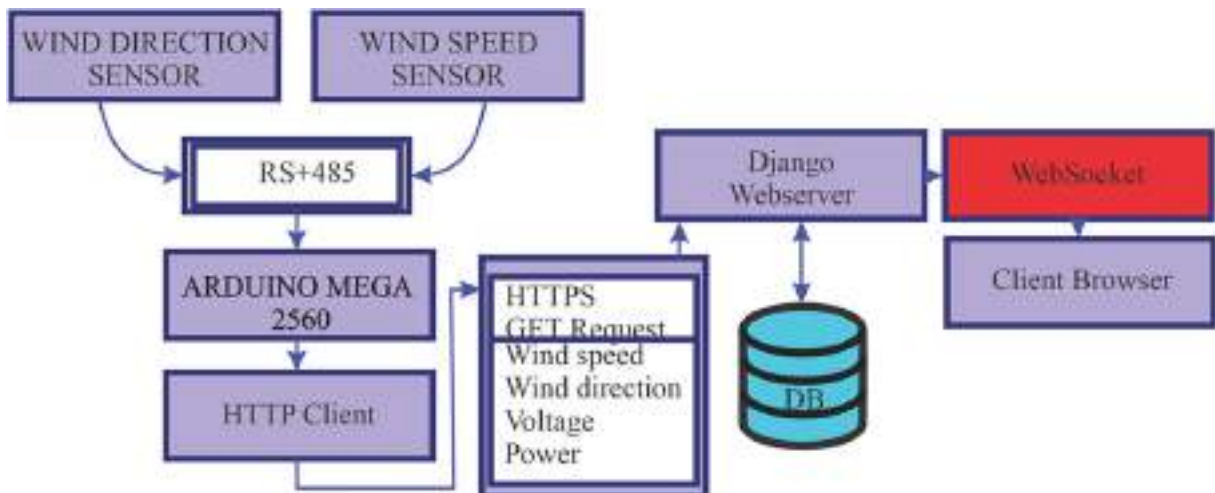 WIND DIRECTION
SENSOR
WIND SPEED
SENSOR
RS+485
ARDUINO MEGA
2560
HTTP Client
HTTPS
GET Request
Wind speed
Wind direction
Voltage
Power
Django
Webserver
DB
WebSoeket
Client Browser